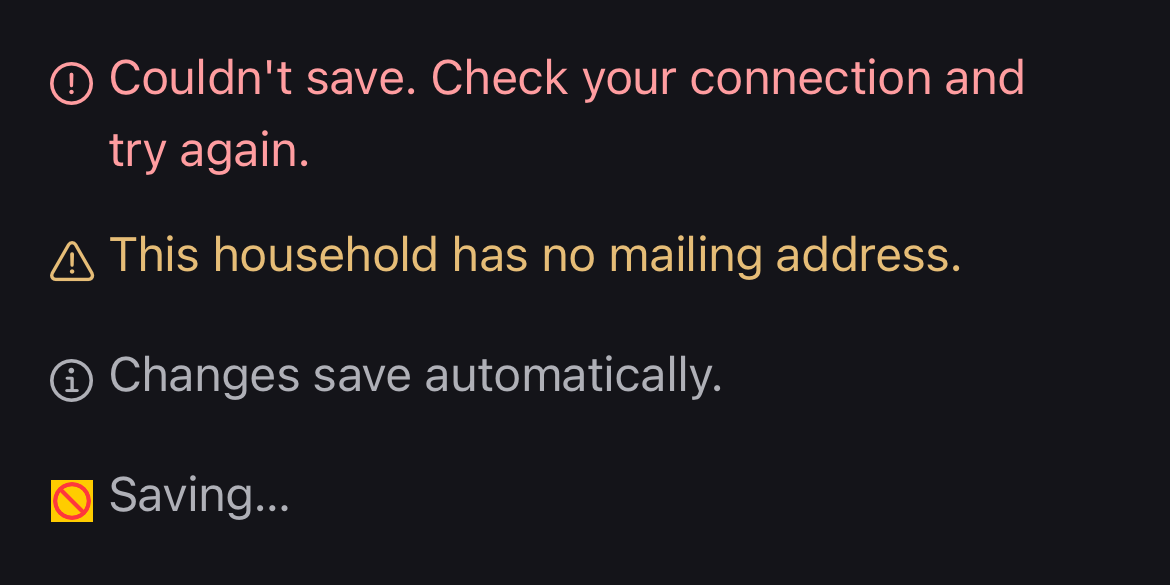 Couldn't save. Check your connection and
try again.
This household has no mailing address.
Changes save automatically.
Saving...